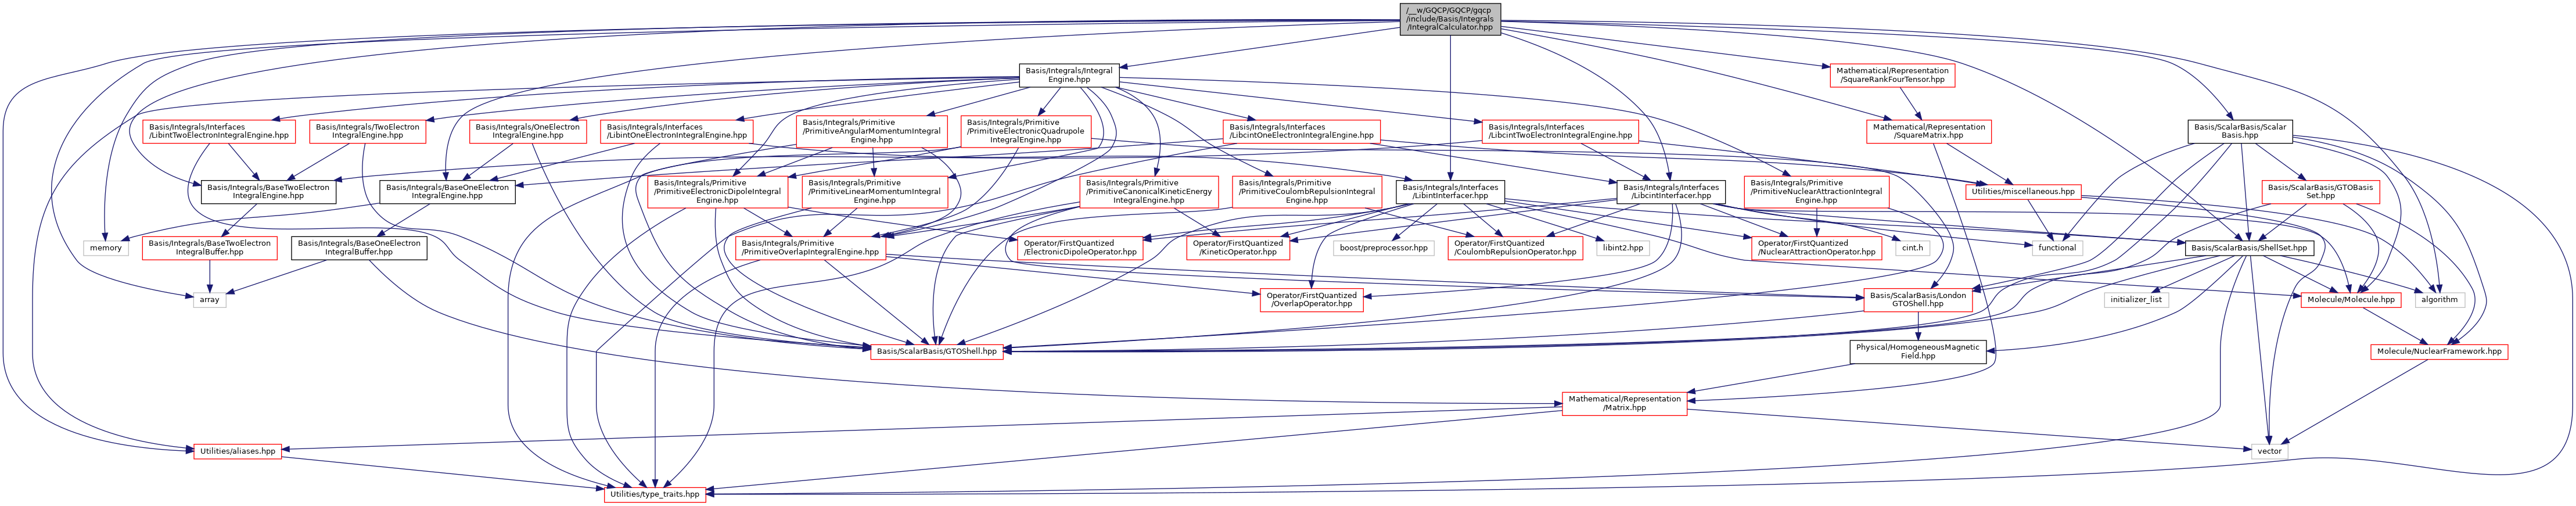 /__w/GQCP/GQCP/gqcp
/include/Basis/Integrals
/IntegralCalculator.hpp
Basis/Integrals/Integral
Engine.hpp
Mathematical/Representation
/SquareRankFourTensor.hpp
Basis/Integrals/Interfaces
/LibintTwoElectronIntegralEngine.hpp
Basis/Integrals/TwoElectron
IntegralEngine.hpp
Basis/Integrals/OneElectron
IntegralEngine.hpp
Basis/Integrals/Interfaces
/LibintOneElectronIntegralEngine.hpp
Basis/Integrals/Primitive
/PrimitiveAngularMomentumIntegral
Engine.hpp
Basis/Integrals/Primitive
/PrimitiveElectronicQuadrupole
IntegralEngine.hpp
Basis/Integrals/Interfaces
/LibcintOneElectronIntegralEngine.hpp
Basis/Integrals/Interfaces
/LibcintTwoElectronIntegralEngine.hpp
Mathematical/Representation
/SquareMatrix.hpp
Basis/ScalarBasis/Scalar
Basis.hpp
Basis/Integrals/BaseTwoElectron
IntegralEngine.hpp
Basis/Integrals/BaseOneElectron
IntegralEngine.hpp
Basis/Integrals/Primitive
/PrimitiveElectronicDipoleIntegral
Engine.hpp
Basis/Integrals/Primitive
/PrimitiveLinearMomentumIntegral
Engine.hpp
Basis/Integrals/Primitive
/PrimitiveCanonicalKineticEnergy
IntegralEngine.hpp
Basis/Integrals/Primitive
/PrimitiveCoulombRepulsionIntegral
Engine.hpp
Basis/Integrals/Interfaces
/LibintInterfacer.hpp
Basis/Integrals/Interfaces
/LibcintInterfacer.hpp
Basis/Integrals/Primitive
/PrimitiveNuclearAttractionIntegral
Engine.hpp
Utilities/miscellaneous.hpp
Basis/ScalarBasis/GTOBasis
Set.hpp
memory
Basis/Integrals/BaseTwoElectron
IntegralBuffer.hpp
Basis/Integrals/BaseOneElectron
IntegralBuffer.hpp
Basis/Integrals/Primitive
/PrimitiveOverlapIntegralEngine.hpp
Operator/FirstQuantized
/ElectronicDipoleOperator.hpp
Operator/FirstQuantized
/KineticOperator.hpp
boost/preprocessor.hpp
Operator/FirstQuantized
/CoulombRepulsionOperator.hpp
libint2.hpp
Operator/FirstQuantized
/NuclearAttractionOperator.hpp
cint.h
functional
Basis/ScalarBasis/ShellSet.hpp
array
Operator/FirstQuantized
/OverlapOperator.hpp
Basis/ScalarBasis/London
GTOShell.hpp
initializer_list
Molecule/Molecule.hpp
algorithm
Basis/ScalarBasis/GTOShell.hpp
Physical/HomogeneousMagnetic
Field.hpp
Molecule/NuclearFramework.hpp
Mathematical/Representation
/Matrix.hpp
Utilities/aliases.hpp
vector
Utilities/type_traits.hpp